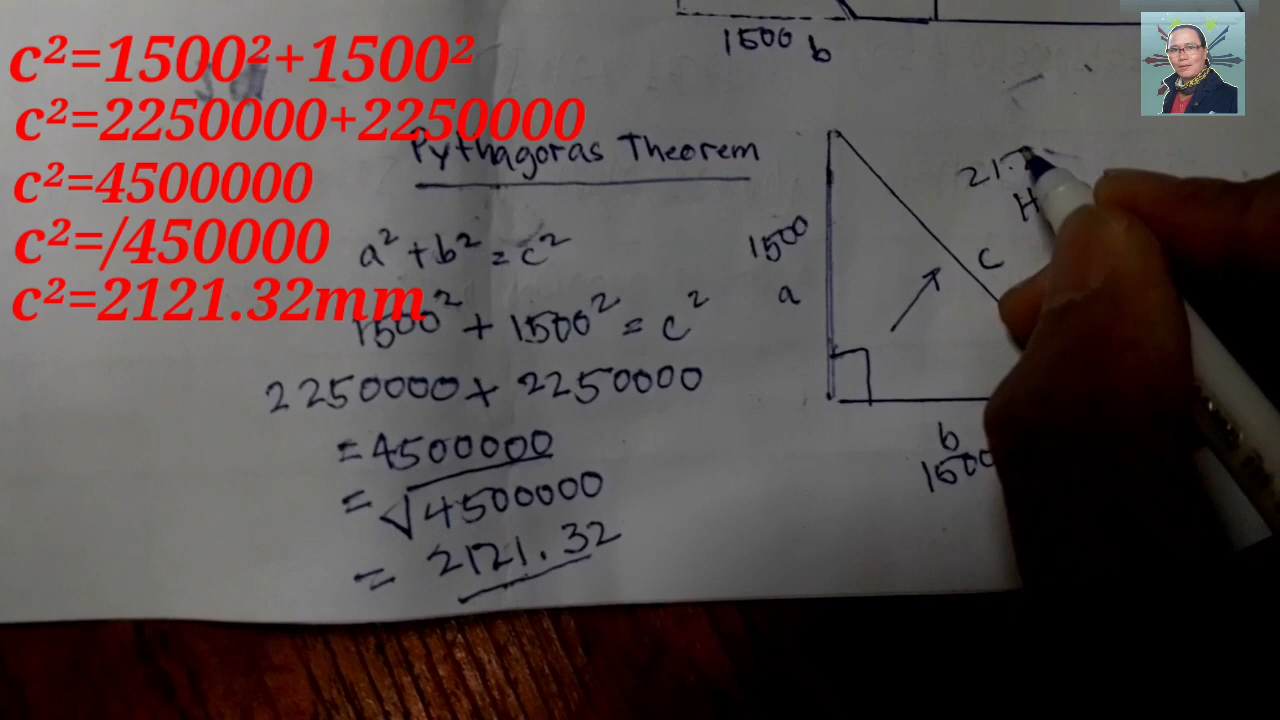 c²=1500²+1500²
c²=2250000+2250000
c²=4500000
c²=/450000
c²=2121.32mm
1500 b
Pythagoras Theorem
a² + b² = c²
1500² + 1500² = c²
2250000 + 2250000
= 4500000
= √4500000
= 2121.32
1500
a
c
H
b
1500